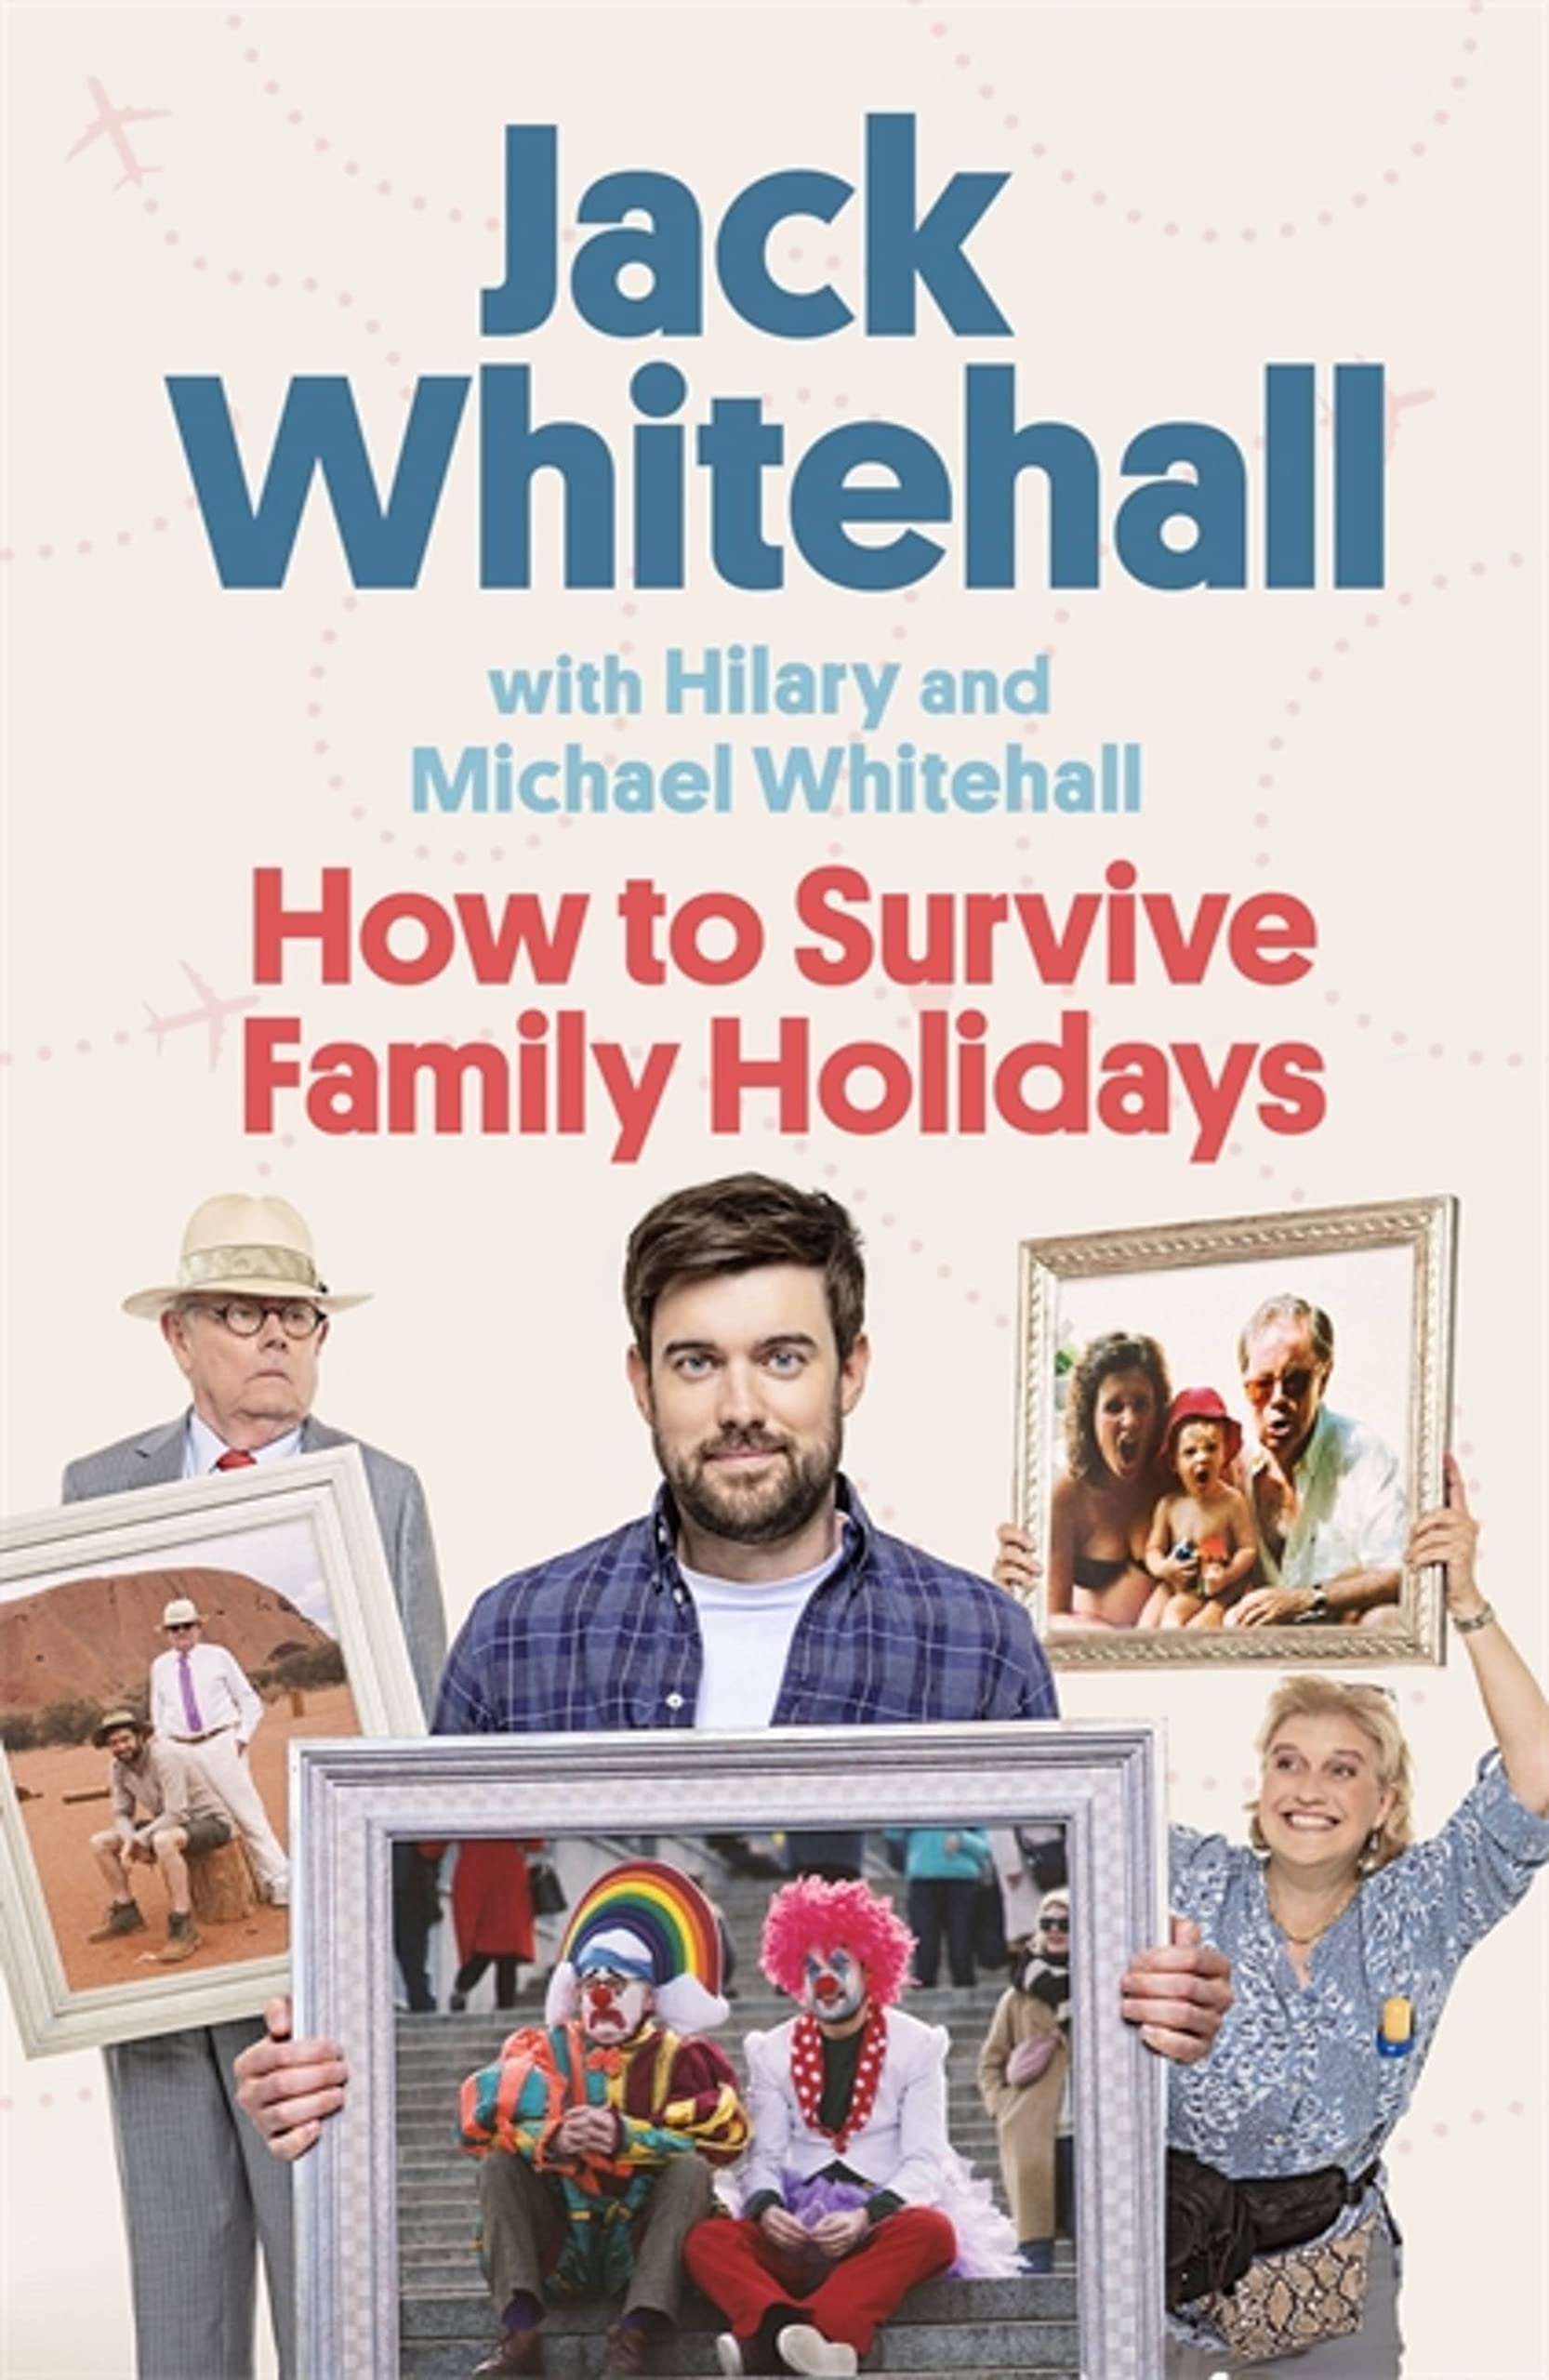 Jack
Whitehall
with Hilary and
Michael Whitehall
How to Survive
Family Holidays